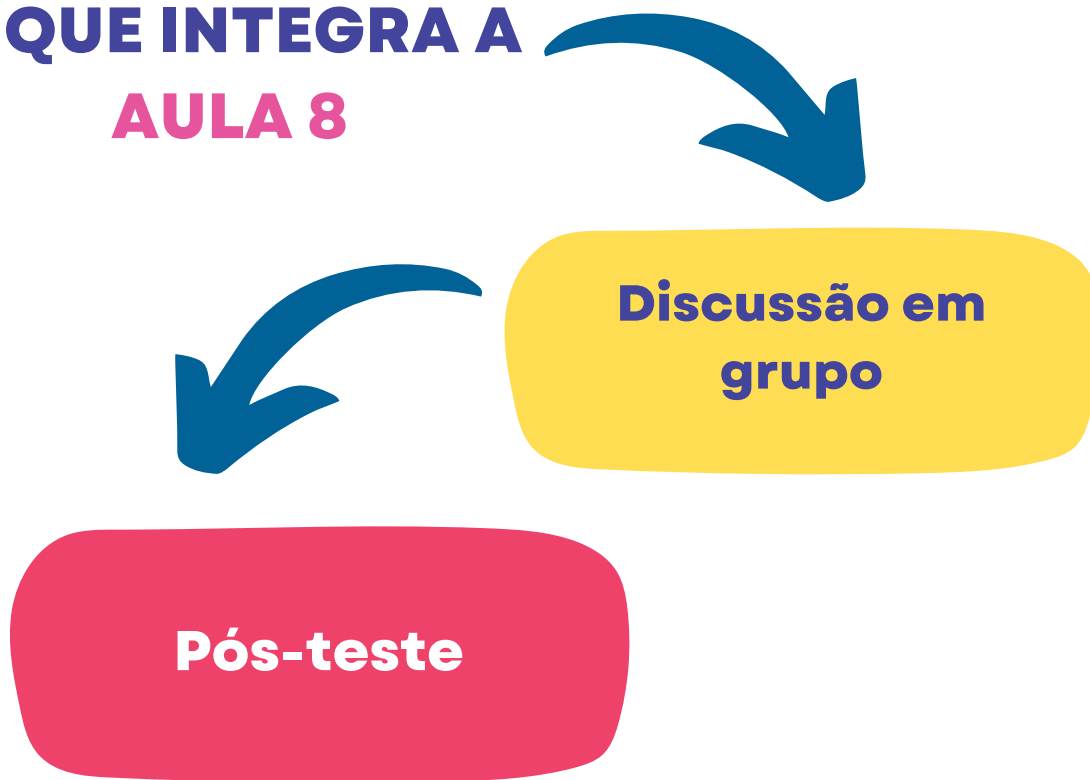 QUE INTEGRA A
AULA 8
Discussão em
grupo
Pós-teste